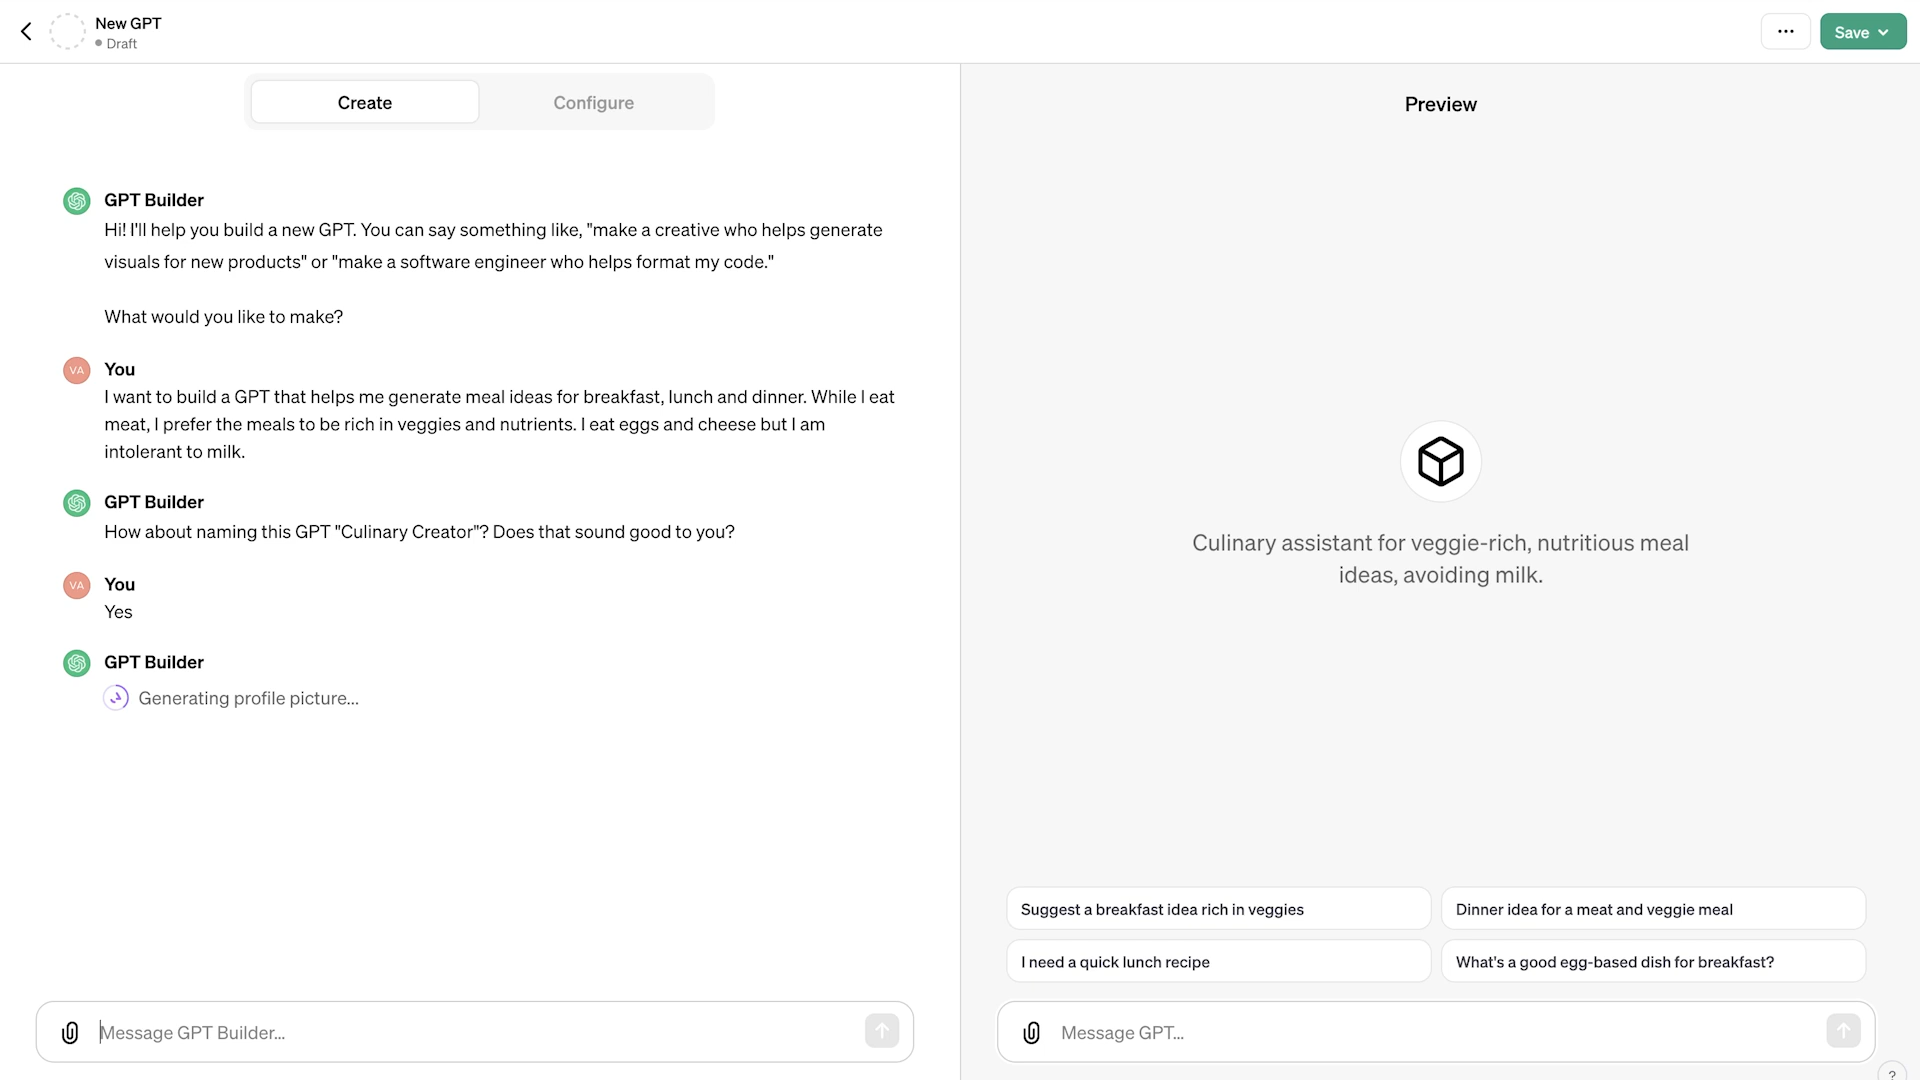 New GPT
Draft
...
Save
Create
Configure
Preview
GPT Builder
Hi! I'll help you build a new GPT. You can say something like, "make a creative who helps generate
visuals for new products" or "make a software engineer who helps format my code."
What would you like to make?
VA
You
I want to build a GPT that helps me generate meal ideas for breakfast, lunch and dinner. While I eat
meat, I prefer the meals to be rich in veggies and nutrients. I eat eggs and cheese but I am
intolerant to milk.
GPT Builder
How about naming this GPT "Culinary Creator"? Does that sound good to you?
VA
You
Yes
GPT Builder
Generating profile picture...
Message GPT Builder...
Culinary assistant for veggie-rich, nutritious meal
ideas, avoiding milk.
Suggest a breakfast idea rich in veggies
Dinner idea for a meat and veggie meal
I need a quick lunch recipe
What's a good egg-based dish for breakfast?
Message GPT...
?